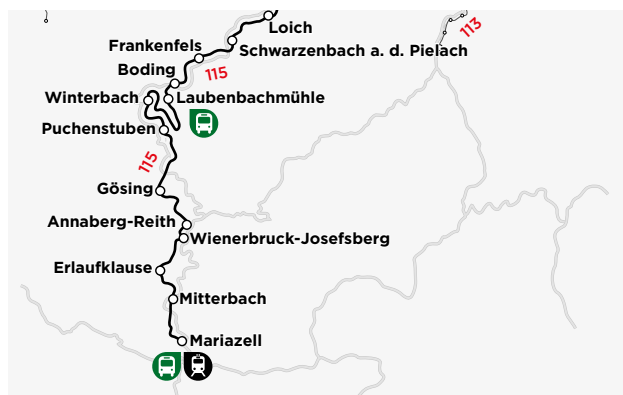 Loich
113
Frankenfels
Schwarzenbach a. d. Pielach
Boding
115
Winterbach
Laubenbachmühle
Puchenstuben
115
Gösing
Annaberg-Reith
Wienerbruck-Josefsberg
Erlaufklause
Mitterbach
Mariazell